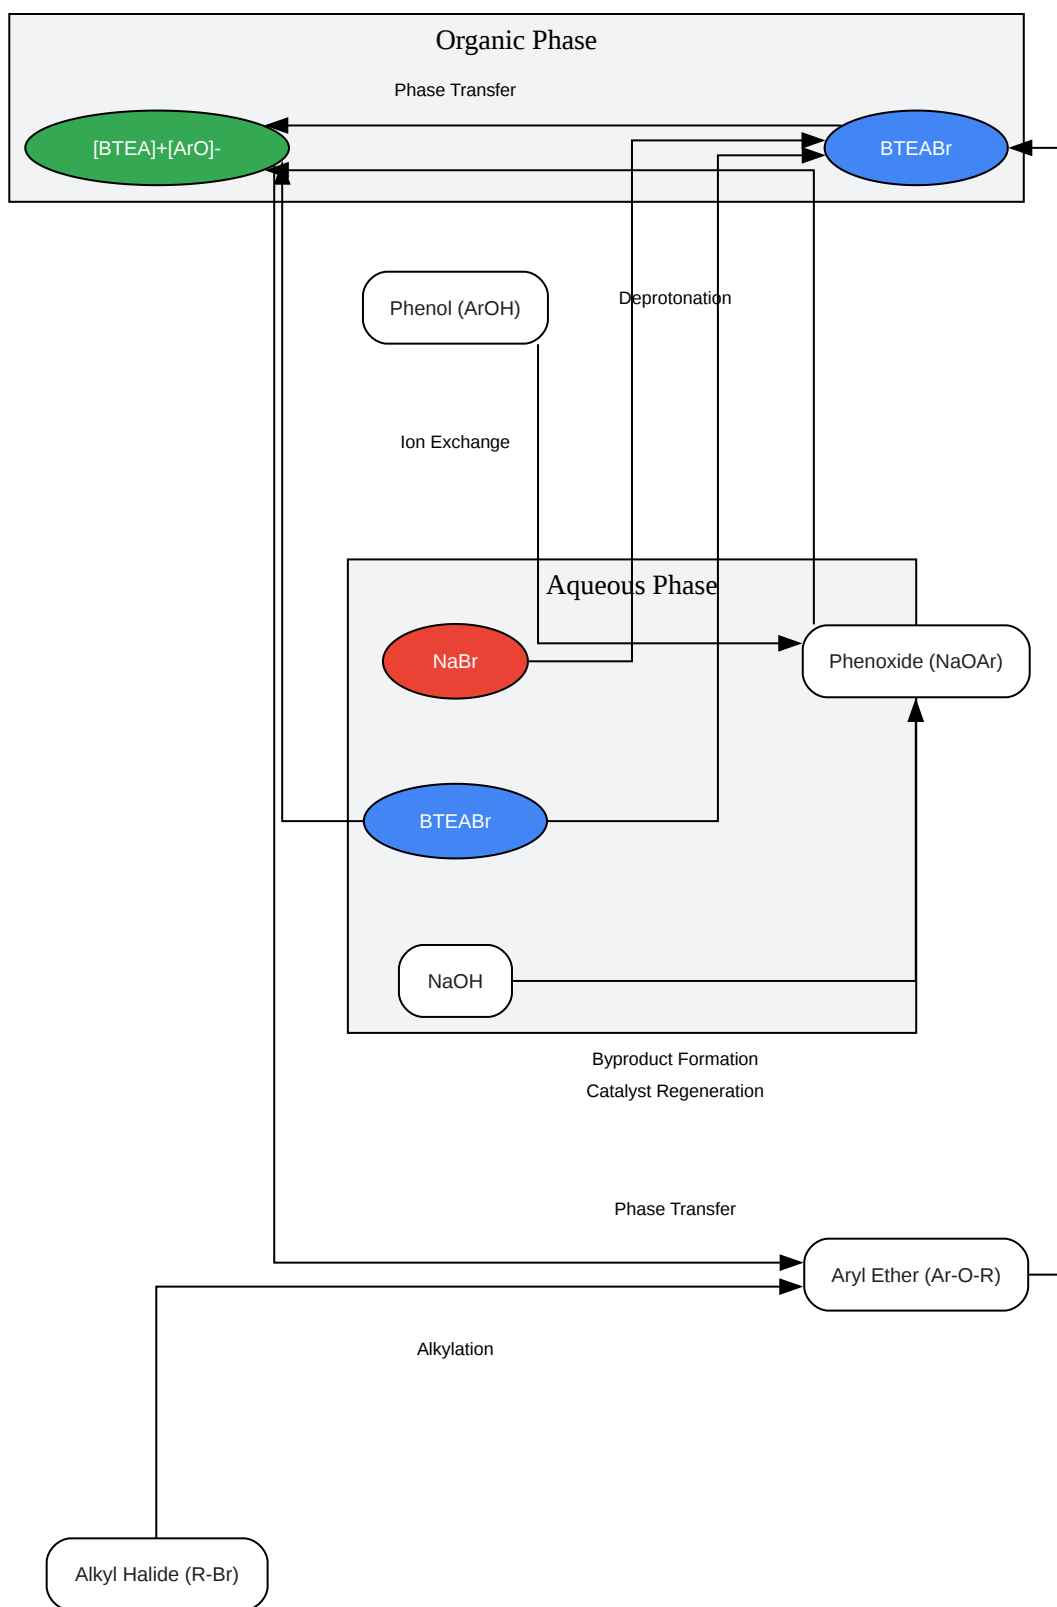 Organic Phase
Phase Transfer
[BTEA]+[ArO]-
BTEABr
Phenol (ArOH)
Deprotonation
Ion Exchange
Aqueous Phase
NaBr
Phenoxide (NaOAr)
BTEABr
NaOH
Byproduct Formation
Catalyst Regeneration
Phase Transfer
Aryl Ether (Ar-O-R)
Alkylation
Alkyl Halide (R-Br)